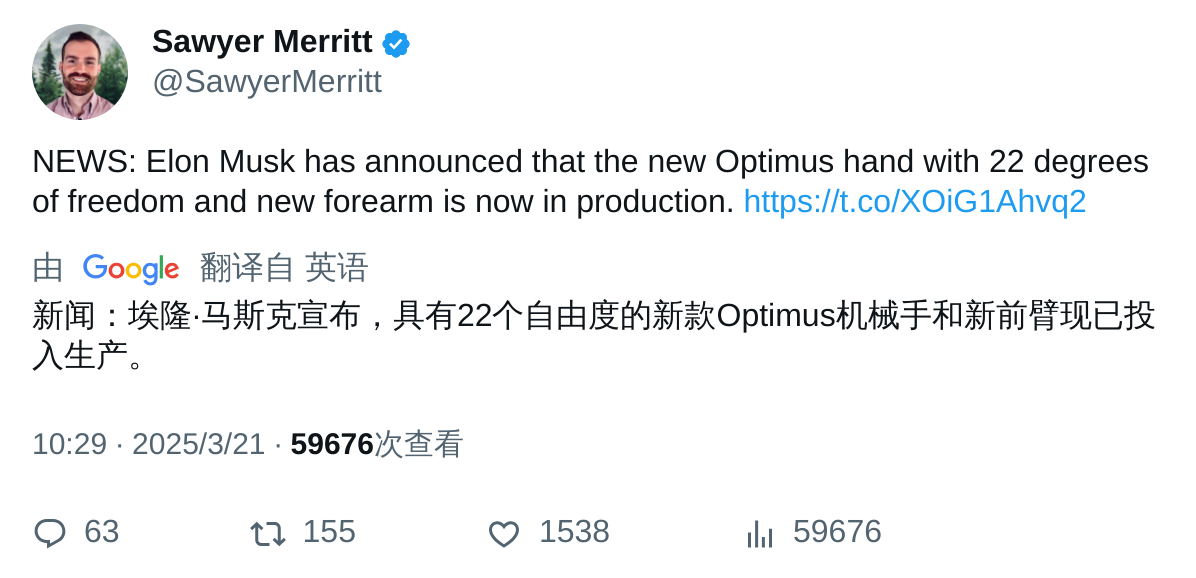 Sawyer Merritt
@SawyerMerritt
NEWS: Elon Musk has announced that the new Optimus hand with 22 degrees
of freedom and new forearm is now in production. https://t.co/XOiG1Ahvq2
由 Google 翻译自 英语
新闻：埃隆·马斯克宣布，具有22个自由度的新款Optimus机械手和新前臂现已投
入生产。
10:29 · 2025/3/21 · 59676次查看
63 155 1538 59676